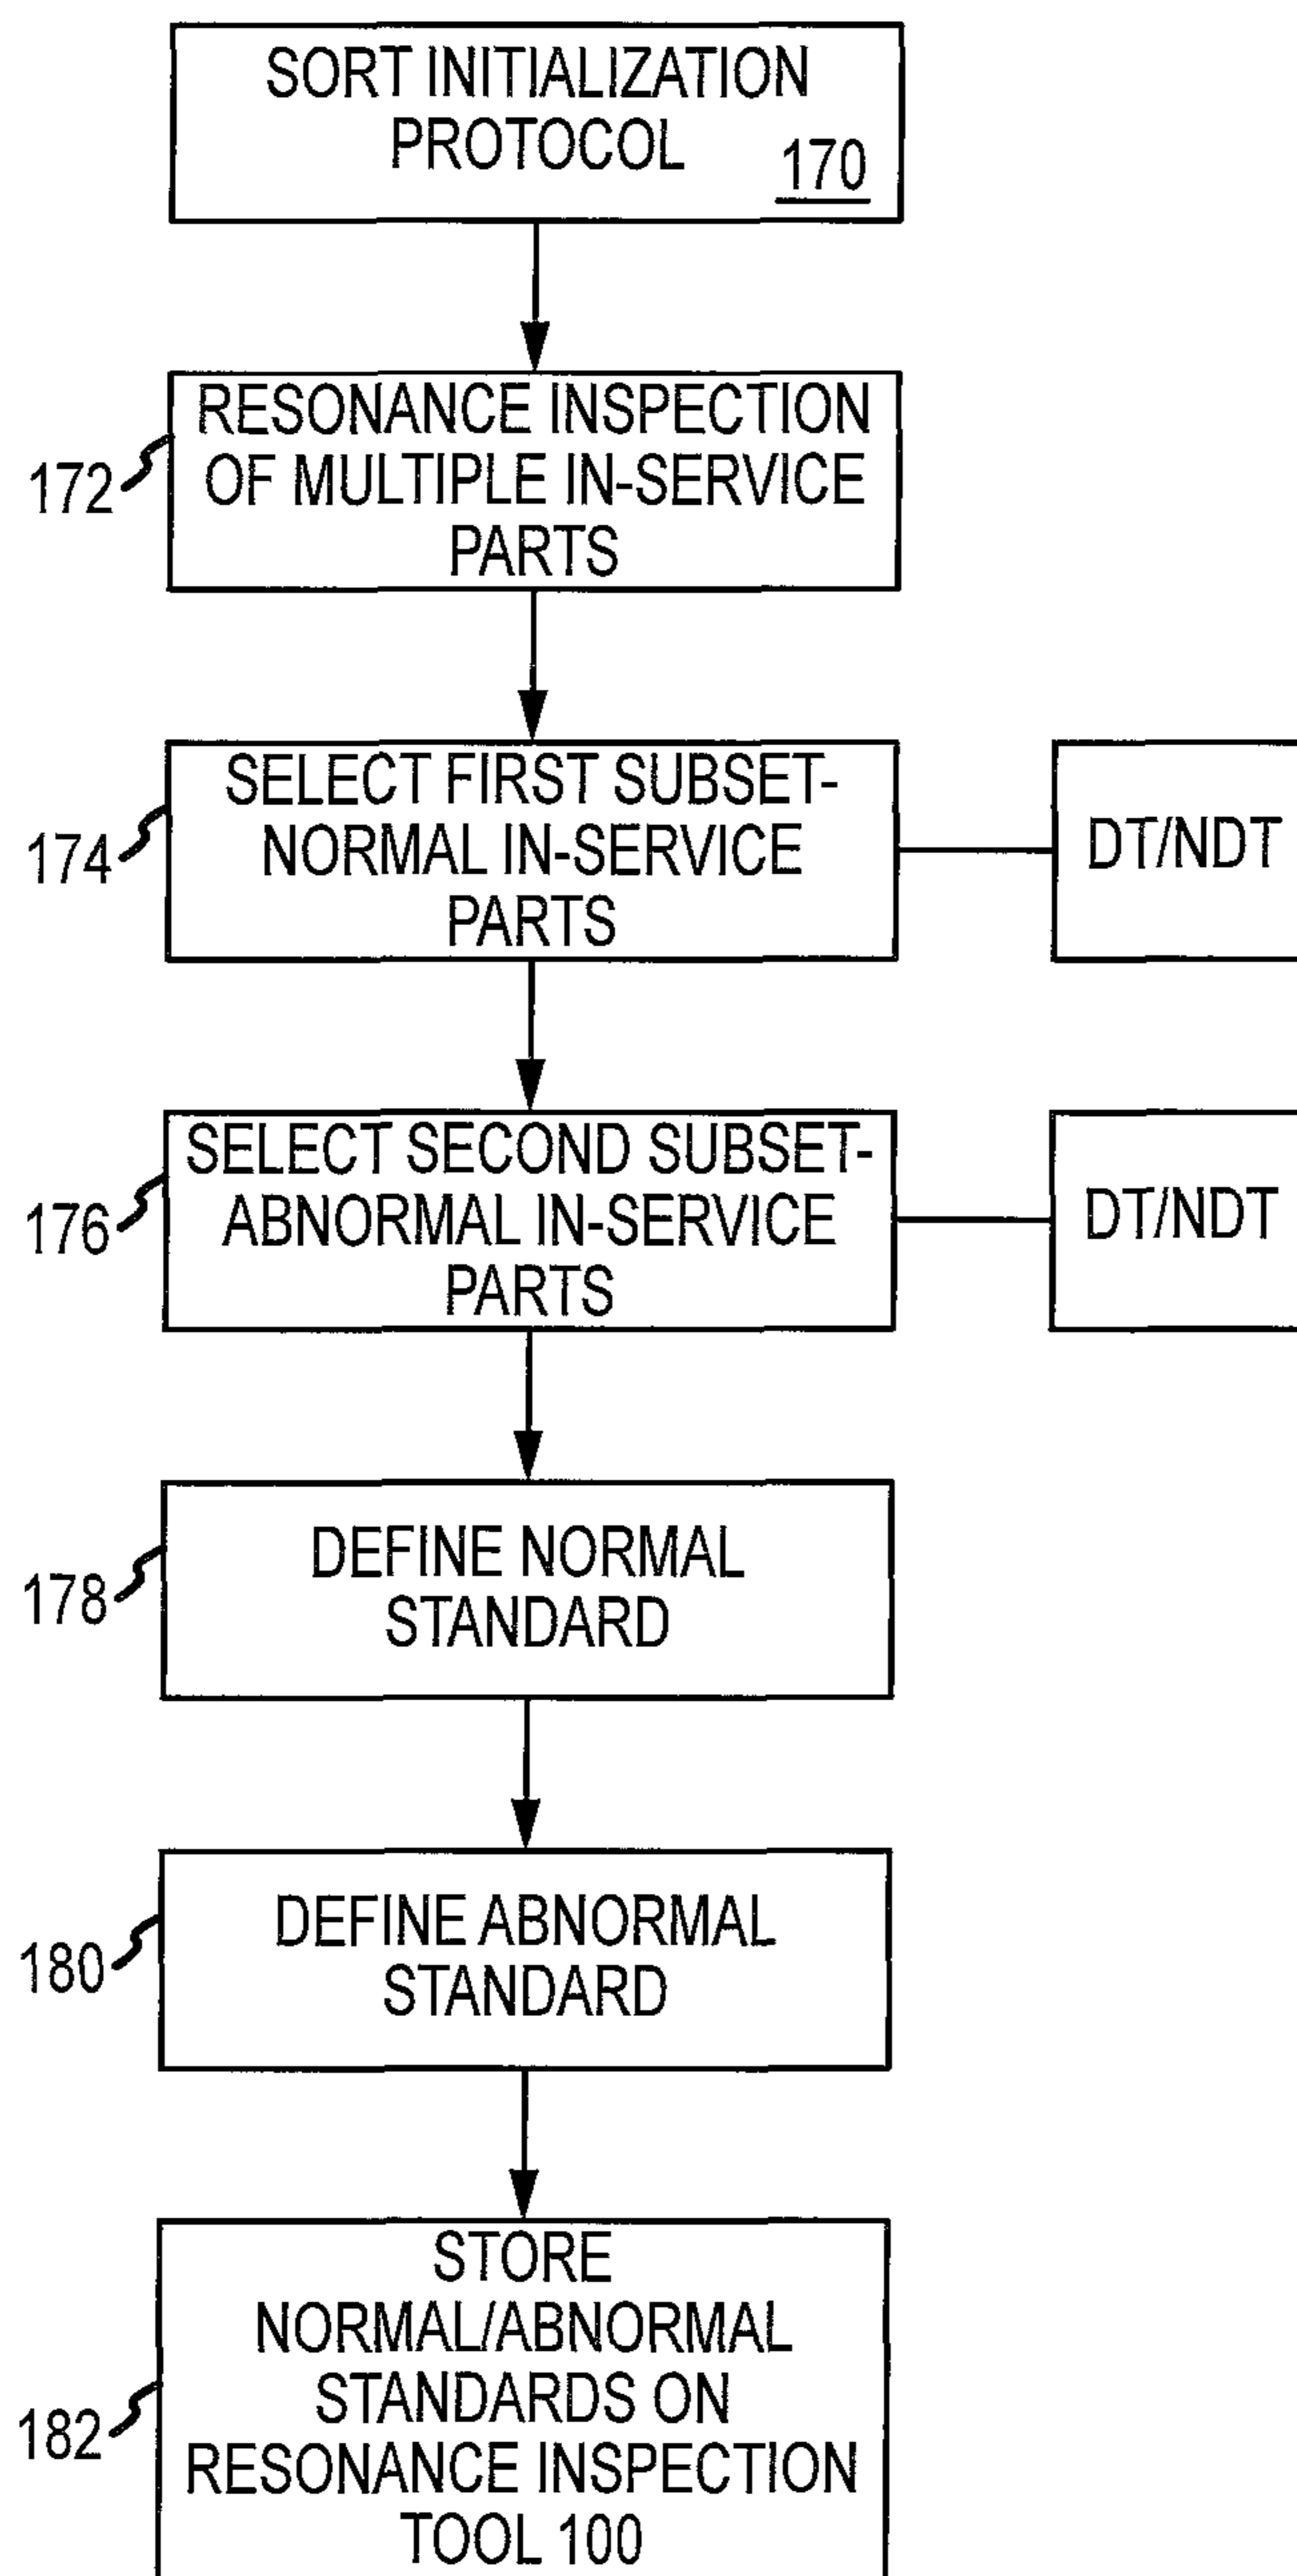 SORT INITIALIZATION
PROTOCOL
170
RESONANCE INSPECTION
OF MULTIPLE IN-SERVICE
PARTS
172
SELECT FIRST SUBSET-
NORMAL IN-SERVICE
PARTS
174
DT/NDT
SELECT SECOND SUBSET-
ABNORMAL IN-SERVICE
PARTS
176
DT/NDT
DEFINE NORMAL
STANDARD
178
DEFINE ABNORMAL
STANDARD
180
STORE
NORMAL/ABNORMAL
STANDARDS ON
RESONANCE INSPECTION
TOOL 100
182